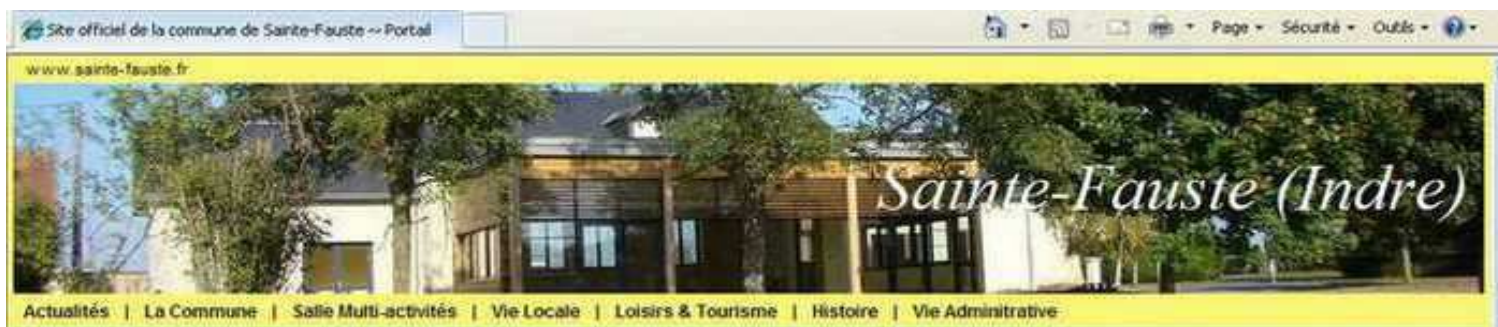 Site officiel de la commune de Sainte-Fauste ~ Portail
Page Sécurité Outils
www.sainte-fauste.fr
Sainte-Fauste (Indre)
Actualités | La Commune | Salle Multi-activités | Vie Locale | Loisirs & Tourisme | Histoire | Vie Adminitrative